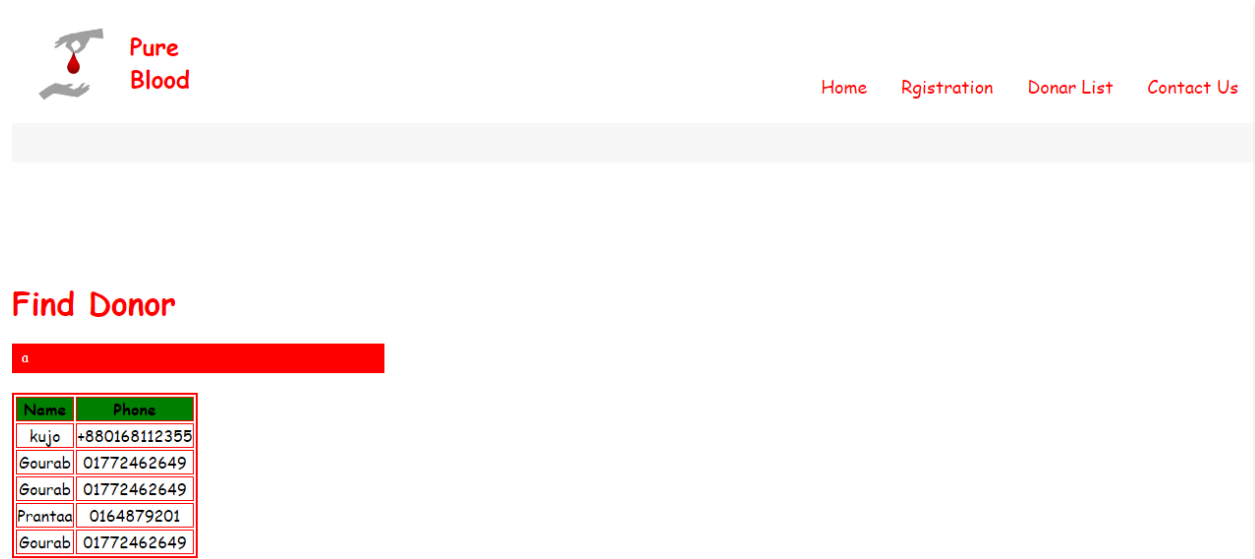 Pure
Blood
Home Rgistration Donar List Contact Us
Find Donor
a
Name Phone
kujo +880168112355
Gourab 01772462649
Gourab 01772462649
Prantaa 0164879201
Gourab 01772462649